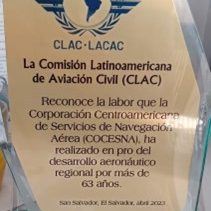 CLAC - LACAC
La Comisión Latinoamericana
de Aviación Civil (CLAC)
Reconoce la labor que la
Corporación Centroamericana
de Servicios de Navegación
Aérea (COCESNA), ha
realizado en pro del
desarrollo aeronáutico
regional por más de
63 años.
San Salvador, El Salvador, abril 2023